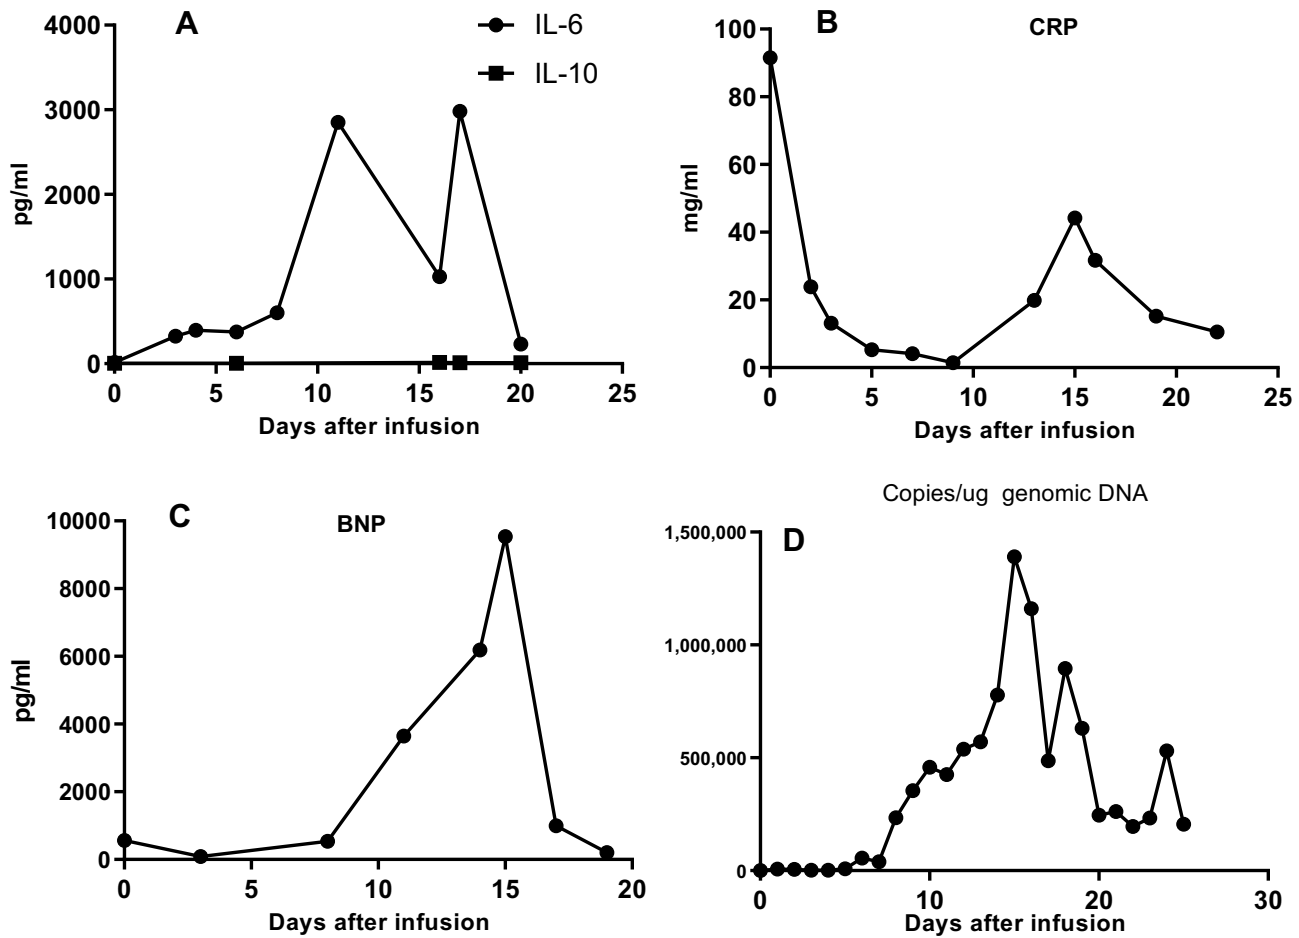 A
IL-6
IL-10
4000
3000
2000
1000
0
pg/ml
0 5 10 15 20 25
Days after infusion
B
CRP
100
80
60
40
20
0
mg/ml
0 5 10 15 20 25
Days after infusion
C
BNP
10000
8000
6000
4000
2000
0
pg/ml
0 5 10 15 20
Days after infusion
Copies/ug genomic DNA
D
1,500,000
1,000,000
500,000
0
0 10 20 30
Days after infusion